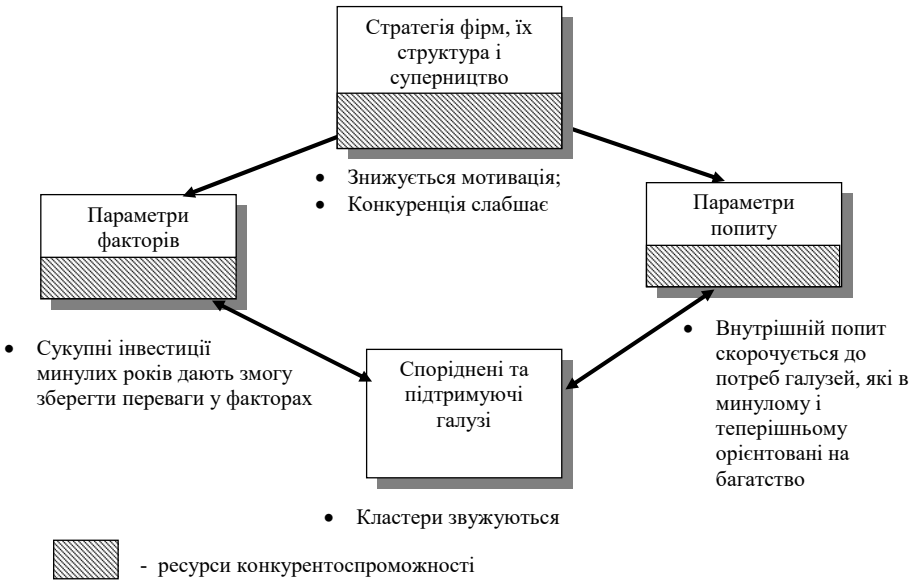 Стратегія фірм, їх
структура і
суперництво
• Знижується мотивація;
• Конкуренція слабшає
Параметри
факторів
Параметри
попиту
• Сукупні інвестиції
минулих років дають змогу
зберегти переваги у факторах
Споріднені та
підтримуючі
галузі
• Внутрішній попит
скорочується до
потреб галузей, які в
минулому і
теперішньому
орієнтовані на
багатство
• Кластери звужуються
- ресурси конкурентоспроможності